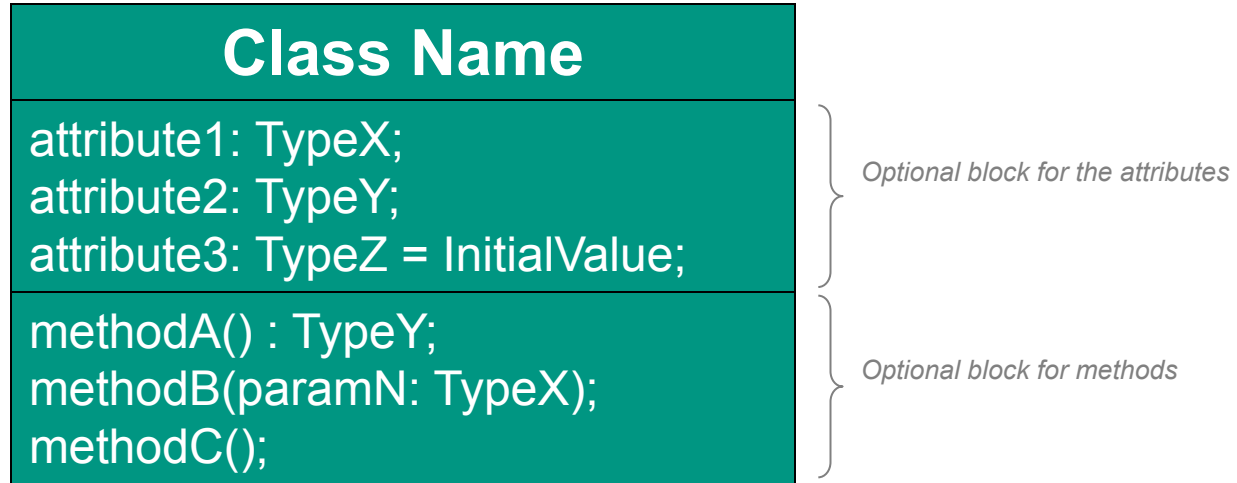 Class Name
attribute1: TypeX;
attribute2: TypeY;
attribute3: TypeZ = InitialValue;
Optional block for the attributes
methodA() : TypeY;
methodB(paramN: TypeX);
methodC();
Optional block for methods